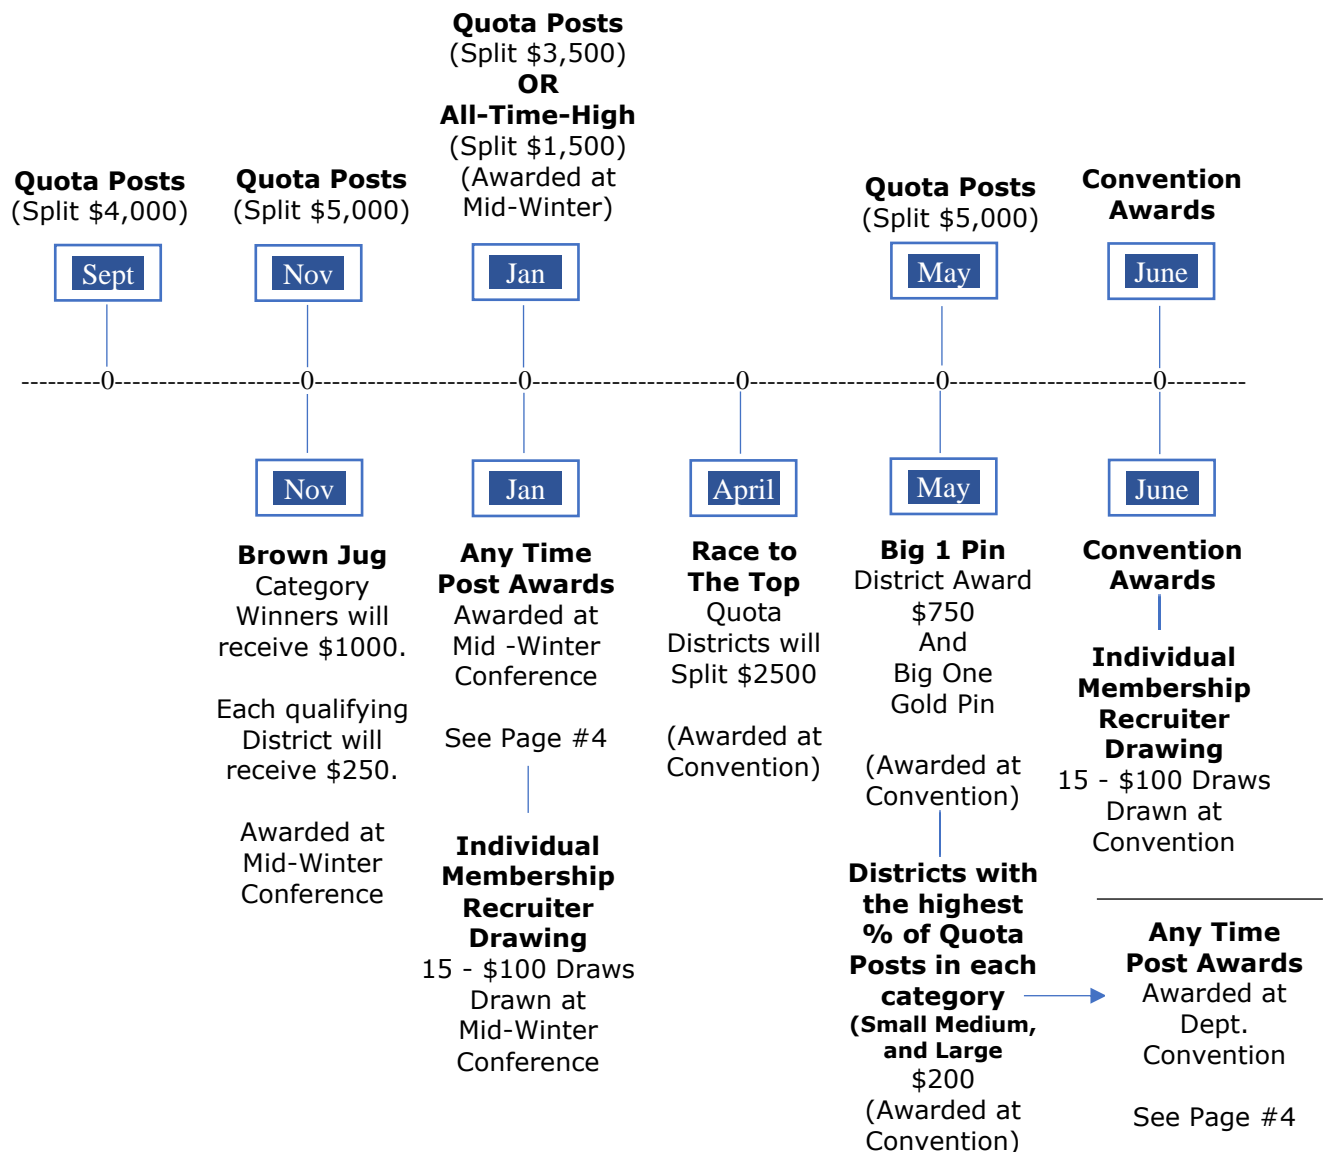 Quota Posts
(Split $4,000)
Sept
Quota Posts
(Split $5,000)
Nov
Quota Posts
(Split $3,500)
OR
All-Time-High
(Split $1,500)
(Awarded at
Mid-Winter)
Jan
Quota Posts
(Split $5,000)
May
Convention
Awards
June
---------0-----------------0-------------------0-------------------0-----------------0-------------------0-------
Nov
Brown Jug
Category
Winners will
receive $1000.
Each qualifying
District will
receive $250.
Awarded at
Mid-Winter
Conference
Jan
Any Time
Post Awards
Awarded at
Mid -Winter
Conference
See Page #4
Individual
Membership
Recruiter
Drawing
15 - $100 Draws
Drawn at
Mid-Winter
Conference
April
Race to
The Top
Quota
Districts will
Split $2500
(Awarded at
Convention)
May
Big 1 Pin
District Award
$750
And
Big One
Gold Pin
(Awarded at
Convention)
Districts with
the highest
% of Quota
Posts in each
category
(Small Medium,
and Large
$200
(Awarded at
Convention)
June
Convention
Awards
Individual
Membership
Recruiter
Drawing
15 - $100 Draws
Drawn at
Convention
Any Time
Post Awards
Awarded at
Dept.
Convention
See Page #4